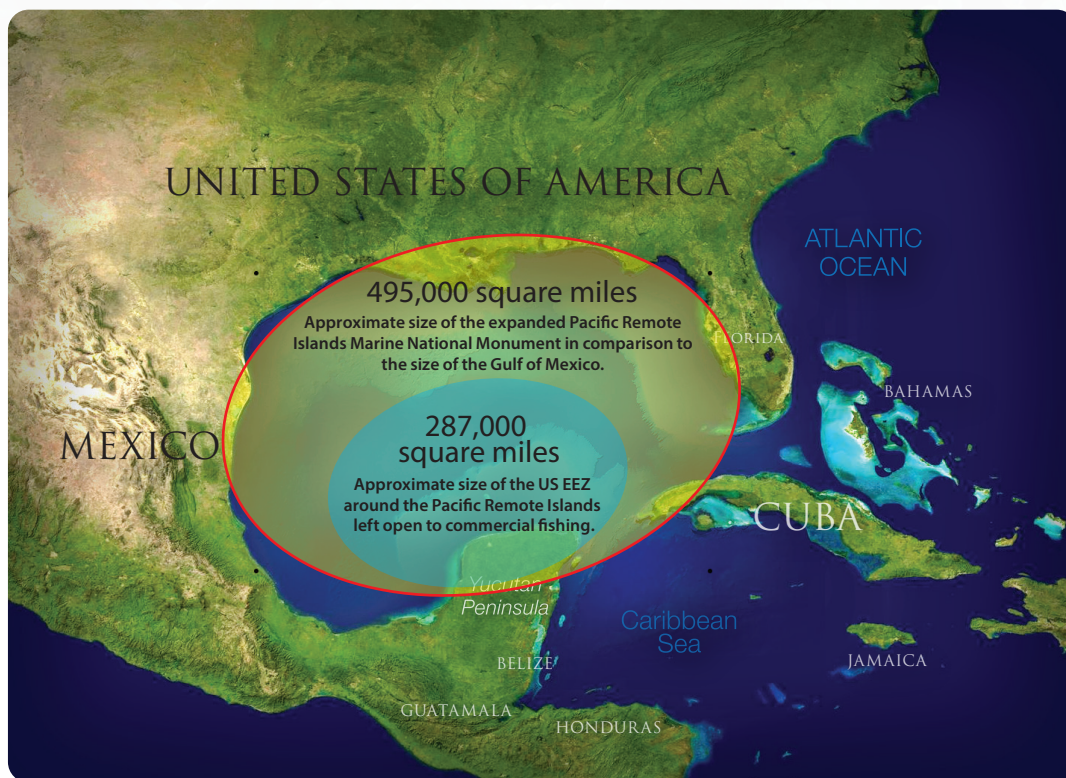 UNITED STATES OF AMERICA
ATLANTIC
OCEAN
495,000 square miles
Approximate size of the expanded Pacific Remote
Islands Marine National Monument in comparison to
the size of the Gulf of Mexico.
FLORIDA
BAHAMAS
287,000
square miles
MEXICO
Approximate size of the US EEZ
around the Pacific Remote Islands
left open to commercial fishing.
CUBA
Yucutan
Peninsula
Caribbean
Sea
BELIZE
JAMAICA
GUATAMALA
HONDURAS